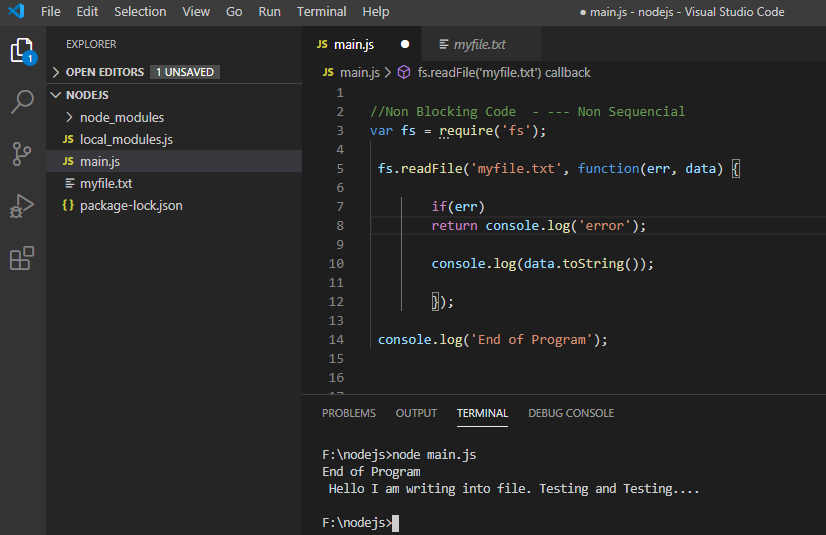 File Edit Selection View Go Run Terminal Help ● main.js - nodejs - Visual Studio Code
1
EXPLORER
OPEN EDITORS 1 UNSAVED
NODEJS
node_modules
JS local_modules.js
JS main.js
myfile.txt
{} package-lock.json
JS main.js ● myfile.txt
JS main.js > fs.readFile('myfile.txt') callback
1
2 //Non Blocking Code - --- Non Sequencial
3 var fs = require('fs');
4
5 fs.readFile('myfile.txt', function(err, data) {
6
7 if(err)
8 return console.log('error');
9
10 console.log(data.toString());
11
12 });
13
14 console.log('End of Program');
15
16
17
PROBLEMS OUTPUT TERMINAL DEBUG CONSOLE
F:\nodejs>node main.js
End of Program
Hello I am writing into file. Testing and Testing....
F:\nodejs>